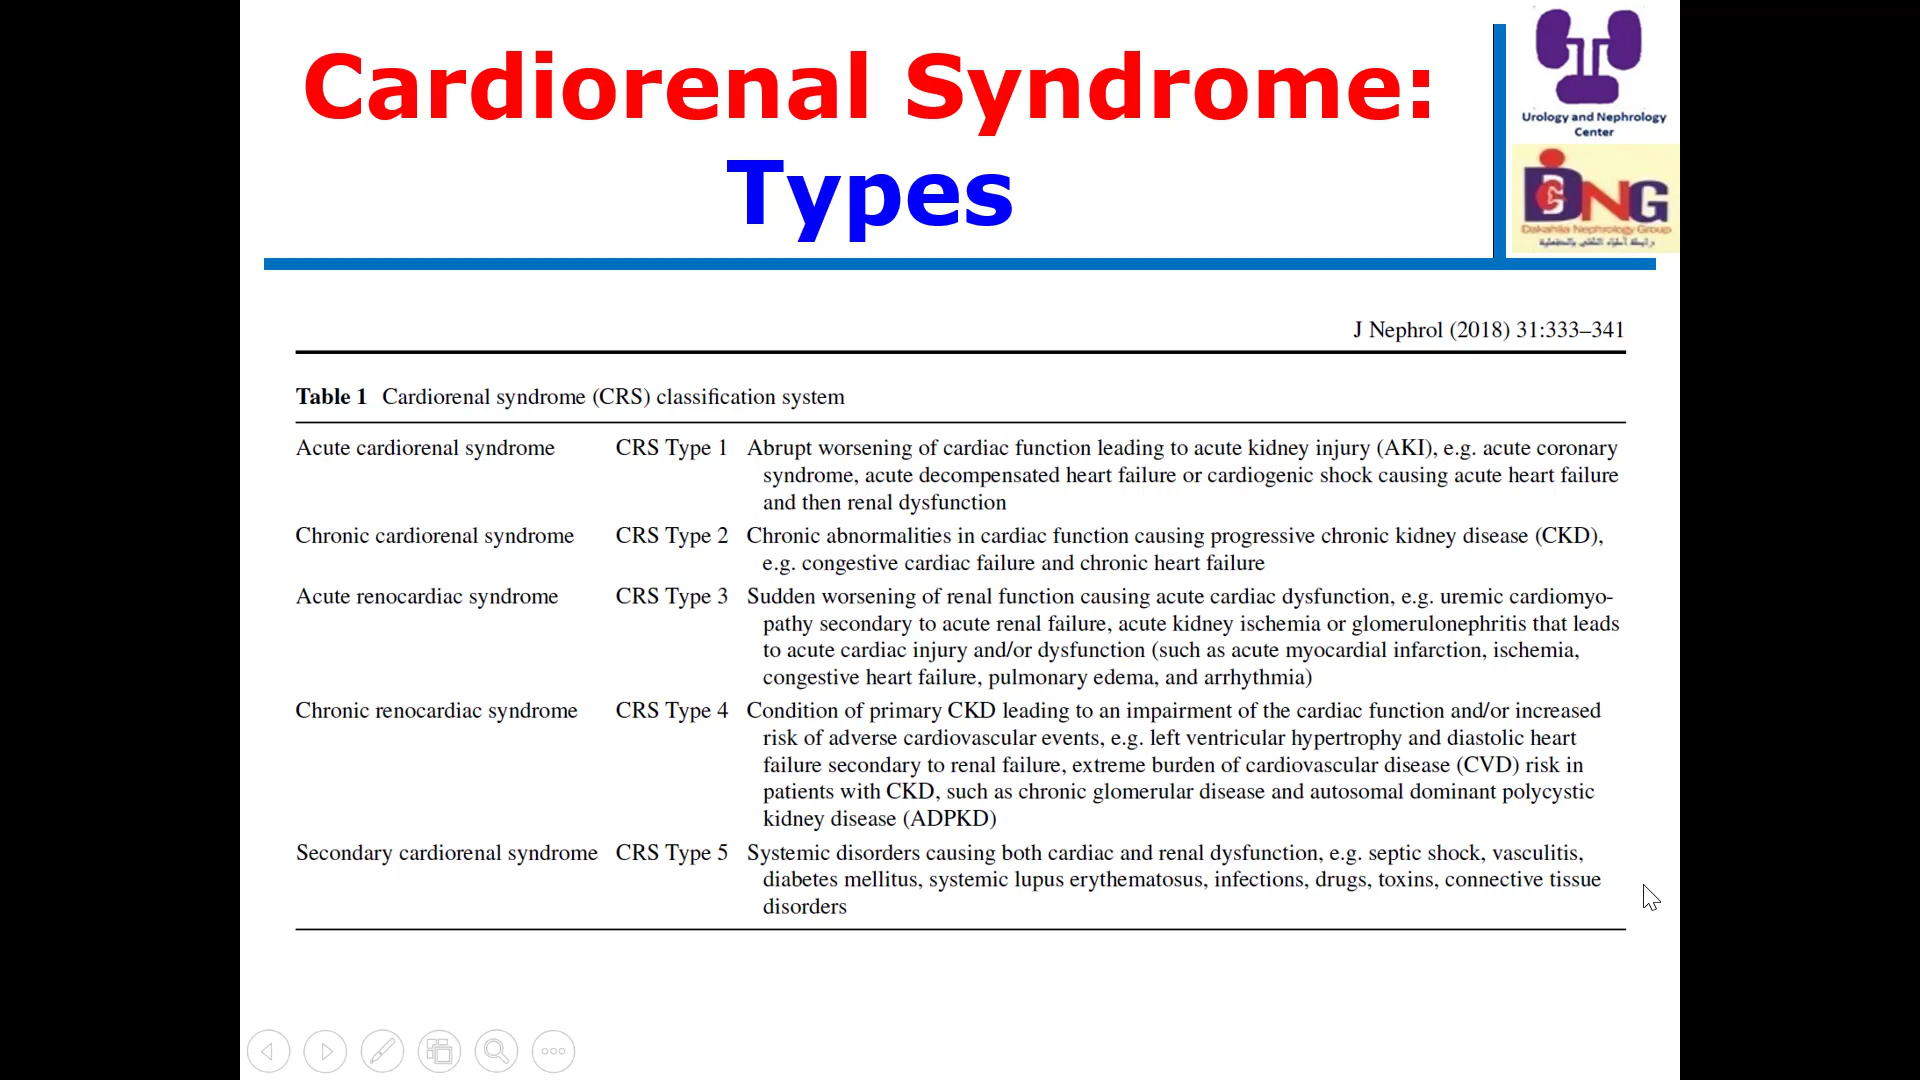 Cardiorenal Syndrome:
Types
Urology and Nephrology
Center
DNG
Dakahlia Nephrology Group
رابطة أطباء الكلى بالدقهلية
J Nephrol (2018) 31:333–341
Table 1 Cardiorenal syndrome (CRS) classification system
Acute cardiorenal syndrome CRS Type 1 Abrupt worsening of cardiac function leading to acute kidney injury (AKI), e.g. acute coronary
syndrome, acute decompensated heart failure or cardiogenic shock causing acute heart failure
and then renal dysfunction
Chronic cardiorenal syndrome CRS Type 2 Chronic abnormalities in cardiac function causing progressive chronic kidney disease (CKD),
e.g. congestive cardiac failure and chronic heart failure
Acute renocardiac syndrome CRS Type 3 Sudden worsening of renal function causing acute cardiac dysfunction, e.g. uremic cardiomyo-
pathy secondary to acute renal failure, acute kidney ischemia or glomerulonephritis that leads
to acute cardiac injury and/or dysfunction (such as acute myocardial infarction, ischemia,
congestive heart failure, pulmonary edema, and arrhythmia)
Chronic renocardiac syndrome CRS Type 4 Condition of primary CKD leading to an impairment of the cardiac function and/or increased
risk of adverse cardiovascular events, e.g. left ventricular hypertrophy and diastolic heart
failure secondary to renal failure, extreme burden of cardiovascular disease (CVD) risk in
patients with CKD, such as chronic glomerular disease and autosomal dominant polycystic
kidney disease (ADPKD)
Secondary cardiorenal syndrome CRS Type 5 Systemic disorders causing both cardiac and renal dysfunction, e.g. septic shock, vasculitis,
diabetes mellitus, systemic lupus erythematosus, infections, drugs, toxins, connective tissue
disorders